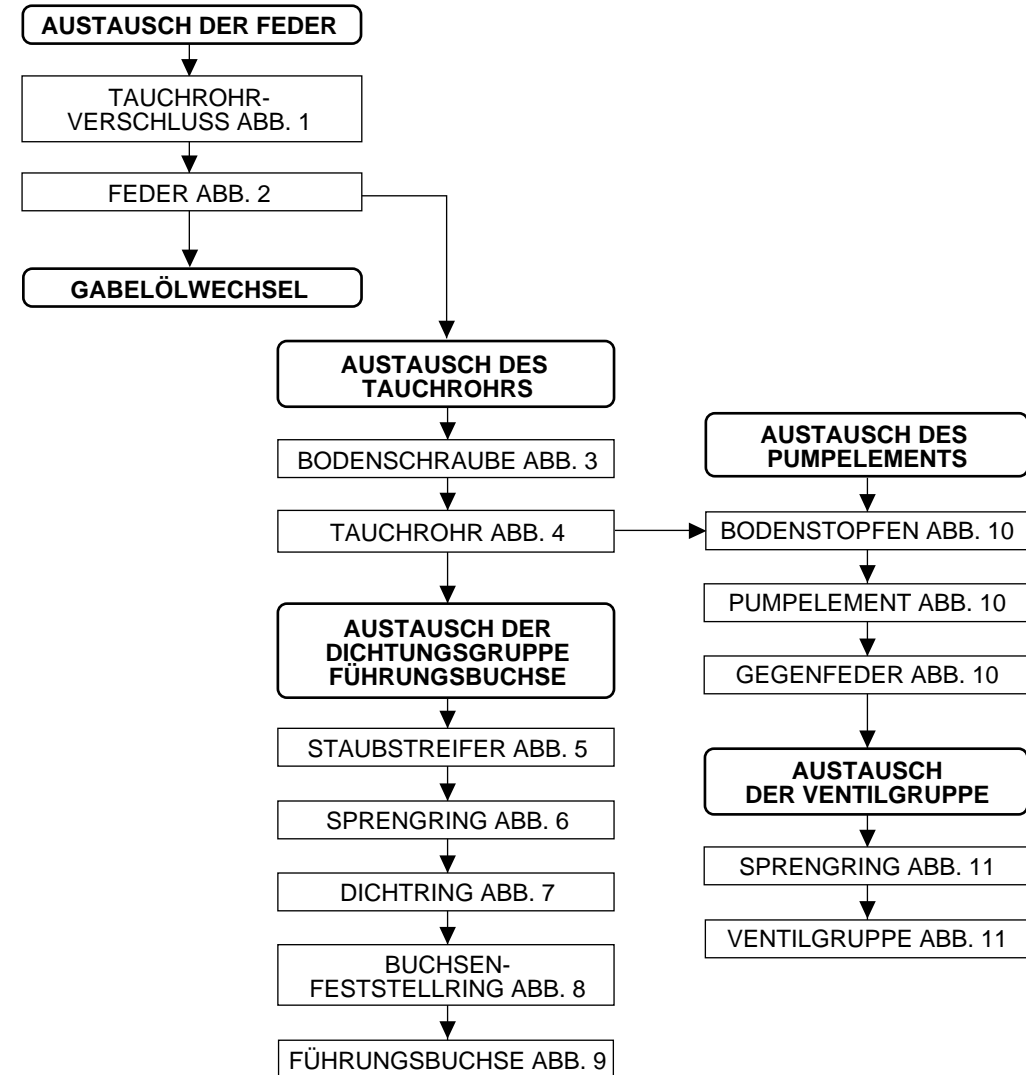 AUSTAUSCH DER FEDER
TAUCHROHR-
VERSCHLUSS ABB. 1
FEDER ABB. 2
GABELÖLWECHSEL
AUSTAUSCH DES
TAUCHROHRS
BODENSCHRAUBE ABB. 3
TAUCHROHR ABB. 4
AUSTAUSCH DER
DICHTUNGSGRUPPE
FÜHRUNGSBUCHSE
STAUBSTREIFER ABB. 5
SPRENGRING ABB. 6
DICHTRING ABB. 7
BUCHSEN-
FESTSTELLRING ABB. 8
FÜHRUNGSBUCHSE ABB. 9
AUSTAUSCH DES
PUMPELEMENTS
BODENSTOPFEN ABB. 10
PUMPELEMENT ABB. 10
GEGENFEDER ABB. 10
AUSTAUSCH
DER VENTILGRUPPE
SPRENGRING ABB. 11
VENTILGRUPPE ABB. 11